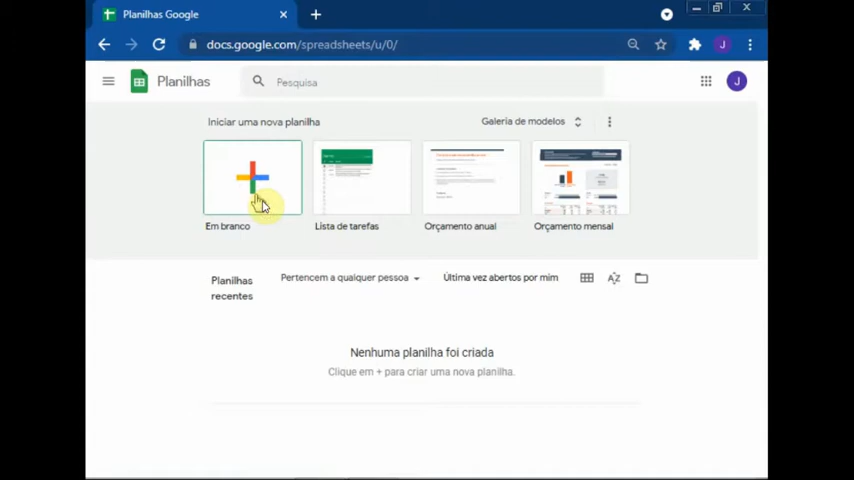 Planilhas Google
docs.google.com/spreadsheets/u/0/
J
Planilhas
Pesquisa
J
Iniciar uma nova planilha
Galeria de modelos
Em branco
Lista de tarefas
Orçamento anual
Orçamento mensal
Planilhas
recentes
Pertencem a qualquer pessoa
Última vez abertos por mim
AZ
Nenhuma planilha foi criada
Clique em + para criar uma nova planilha.